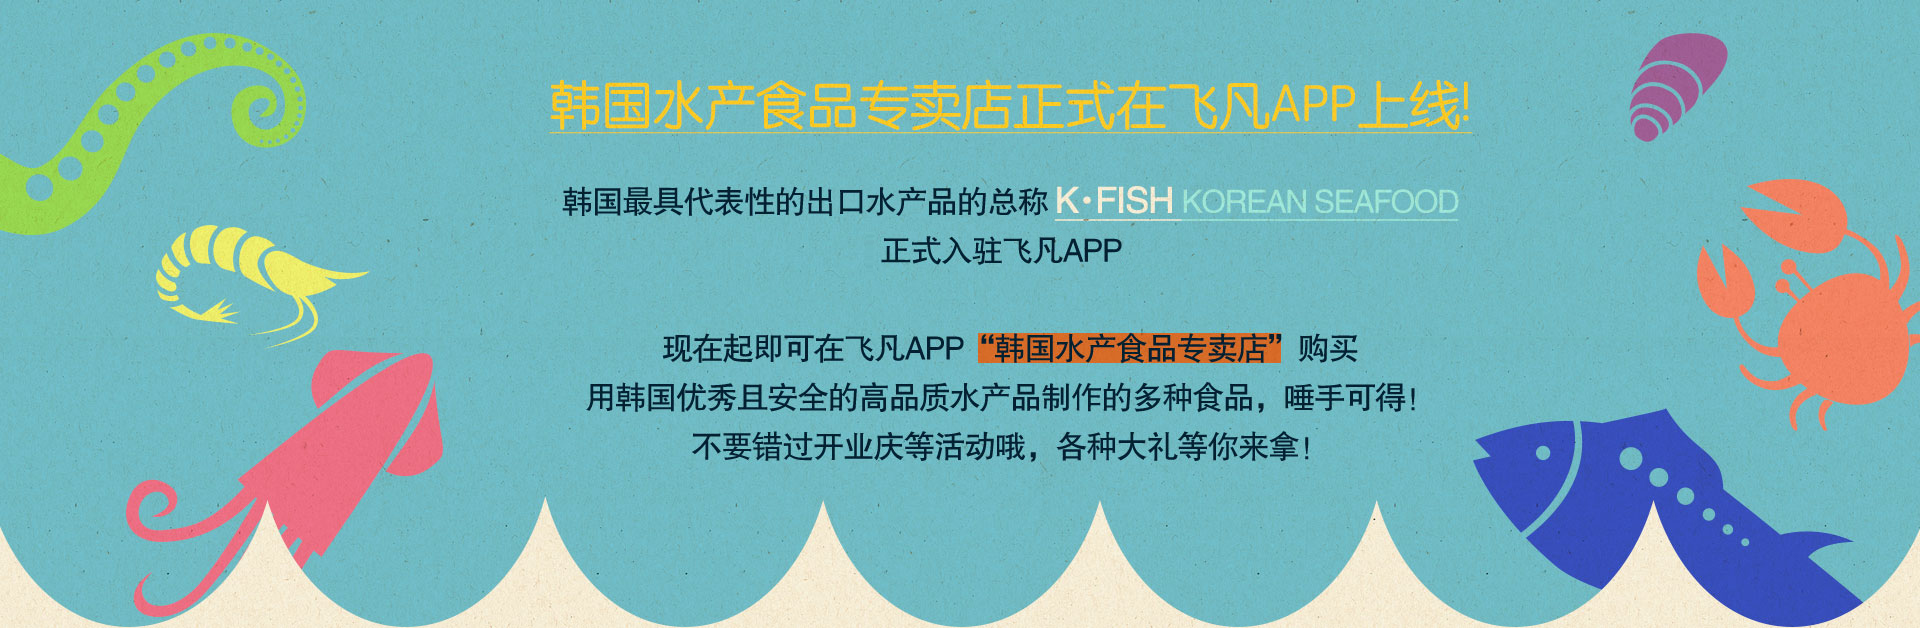 韩国水产食品专卖店正式在飞凡APP上线!
韩国最具代表性的出口水产品的总称 K·FISH KOREAN SEAFOOD
正式入驻飞凡APP
现在起即可在飞凡APP “韩国水产食品专卖店” 购买
用韩国优秀且安全的高品质水产品制作的多种食品，唾手可得!
不要错过开业庆等活动哦，各种大礼等你来拿!